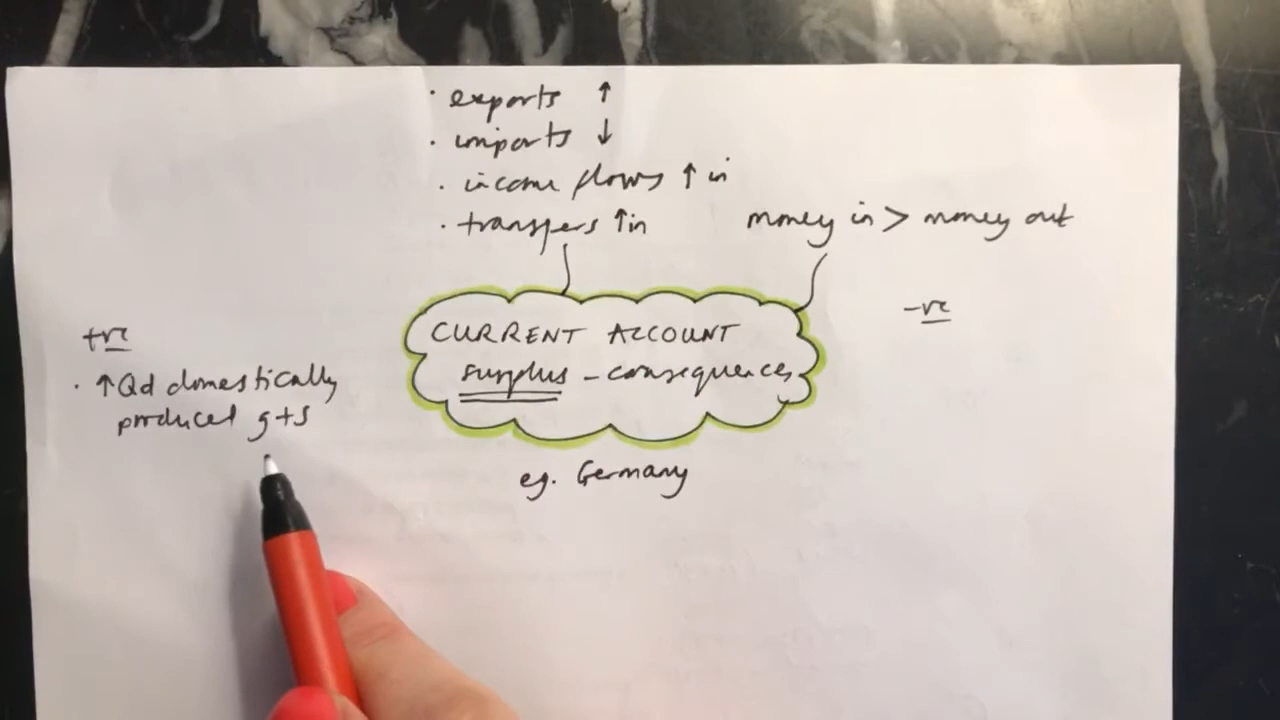 · exports ↑
· imports ↓
· income flows ↑ in
· transfers ↑in
money in > money out
CURRENT ACCOUNT
surplus - consequences
eg. Germany
+ve
· ↑Qd domestically
produced g+s
-ve